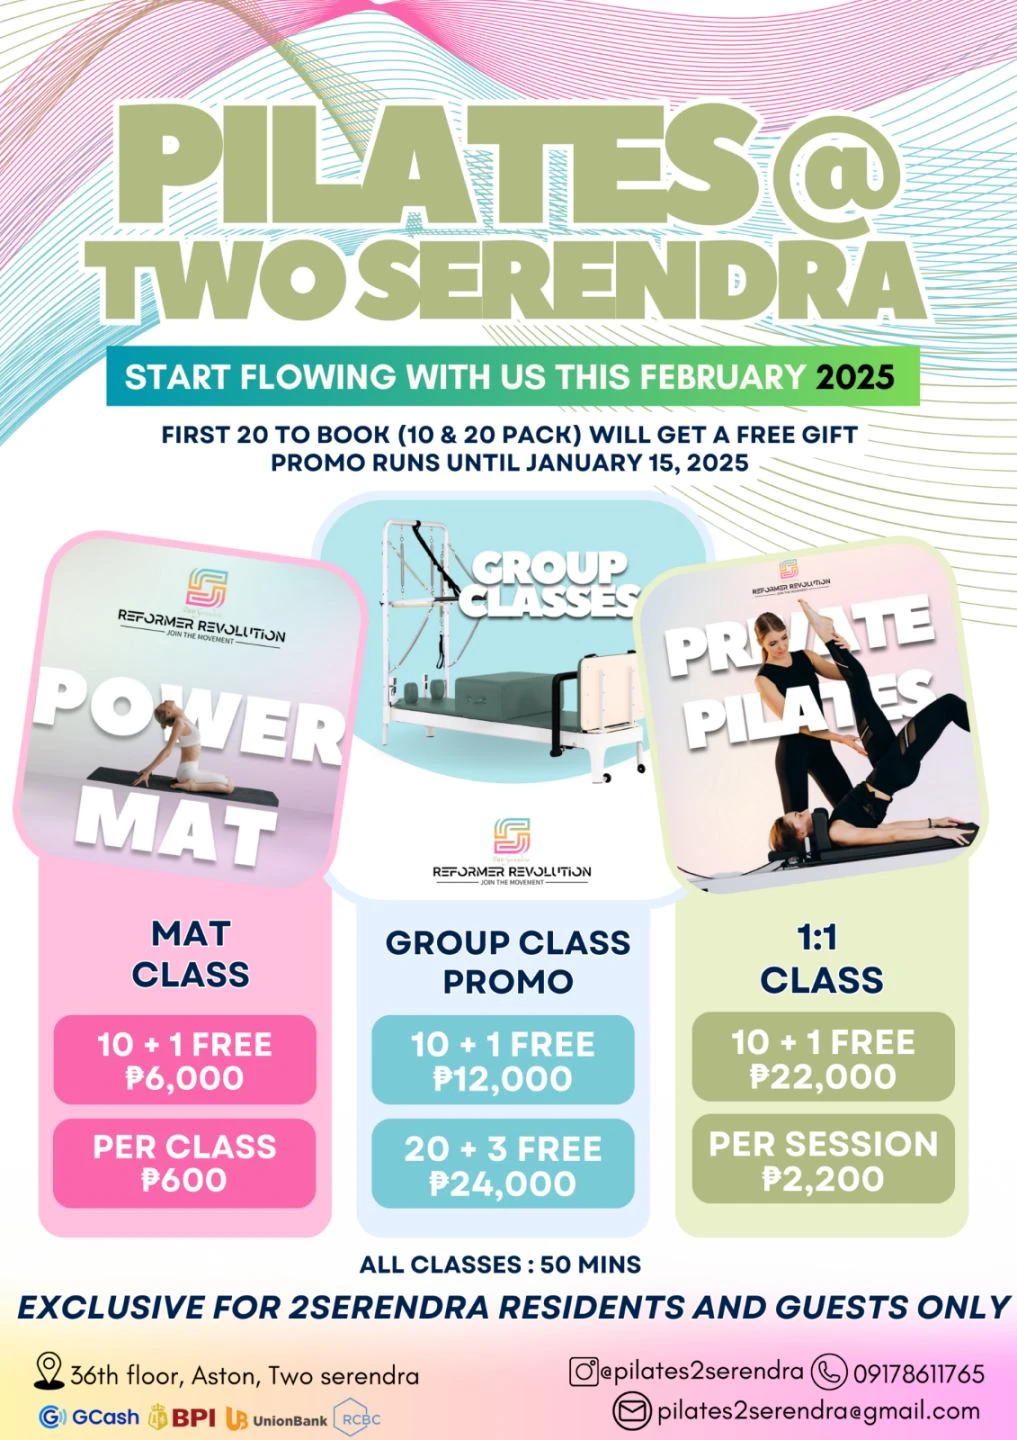 PILATES@
TWO SERENDRA
START FLOWING WITH US THIS FEBRUARY 2025
FIRST 20 TO BOOK (10 & 20 PACK) WILL GET A FREE GIFT
PROMO RUNS UNTIL JANUARY 15, 2025
REFORMER REVOLUTION
JOIN THE MOVEMENT
POWER
MAT
GROUP
CLASSES
REFORMER REVOLUTION
JOIN THE MOVEMENT
REFORMER REVOLUTION
JOIN THE MOVEMENT
PRIVATE
PILATES
MAT
CLASS
10 + 1 FREE
₱6,000
PER CLASS
₱600
GROUP CLASS
PROMO
10 + 1 FREE
₱12,000
20 + 3 FREE
₱24,000
1:1
CLASS
10 + 1 FREE
₱22,000
PER SESSION
₱2,200
ALL CLASSES : 50 MINS
EXCLUSIVE FOR 2SERENDRA RESIDENTS AND GUESTS ONLY
36th floor, Aston, Two serendra
GCash BPI UB UnionBank RCBC
@pilates2serendra 09178611765
pilates2serendra@gmail.com